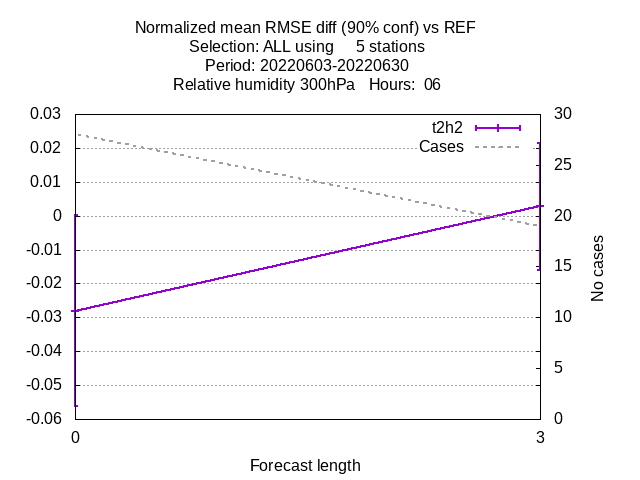 Normalized mean RMSE diff (90% conf) vs REF
Selection: ALL using     5 stations
Period: 20220603-20220630
Relative humidity 300hPa   Hours:  06
0.03
0.02
0.01
0
-0.01
-0.02
-0.03
-0.04
-0.05
-0.06
t2h2
Cases
30
25
20
15
10
5
0
No cases
0
3
Forecast length